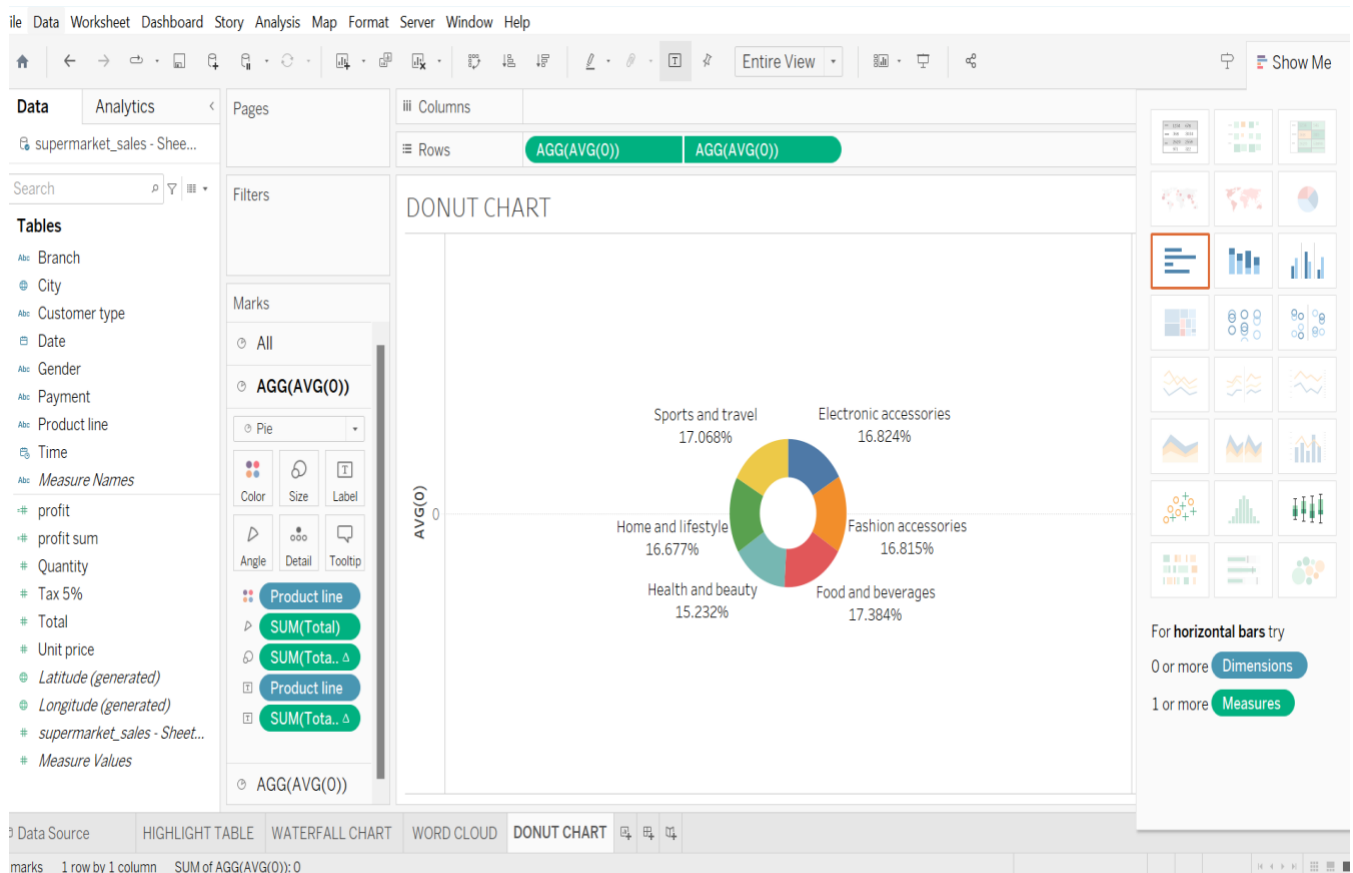 ile Data Worksheet Dashboard Story Analysis Map Format Server Window Help
Entire View
Show Me
Data Analytics
supermarket_sales - Shee...
Search
Tables
Abc Branch
City
Abc Customer type
Date
Abc Gender
Abc Payment
Abc Product line
Time
Abc Measure Names
profit
profit sum
Quantity
Tax 5%
Total
Unit price
Latitude (generated)
Longitude (generated)
supermarket_sales - Sheet...
Measure Values
Pages
Filters
Marks
All
AGG(AVG(0))
Pie
Color Size Label
Angle Detail Tooltip
Product line
SUM(Total)
SUM(Tota.. Δ
Product line
SUM(Tota.. Δ
AGG(AVG(0))
Columns
Rows AGG(AVG(0)) AGG(AVG(0))
DONUT CHART
AVG(0)
0
Sports and travel
17.068%
Electronic accessories
16.824%
Home and lifestyle
16.677%
Fashion accessories
16.815%
Health and beauty
15.232%
Food and beverages
17.384%
For horizontal bars try
0 or more Dimensions
1 or more Measures
Data Source HIGHLIGHT TABLE WATERFALL CHART WORD CLOUD DONUT CHART
marks 1 row by 1 column SUM of AGG(AVG(0)): 0